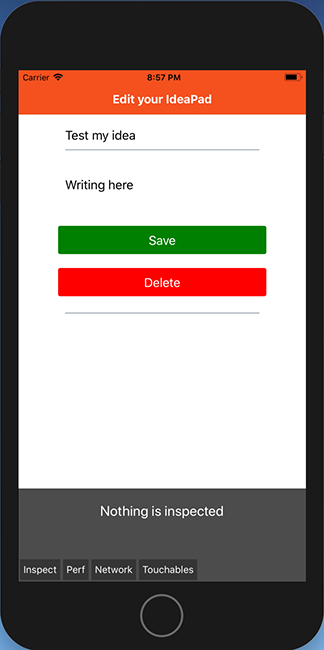 Carrier 8:57 PM
Edit your IdeaPad
Test my idea
Writing here
Save
Delete
Nothing is inspected
Inspect Perf Network Touchables